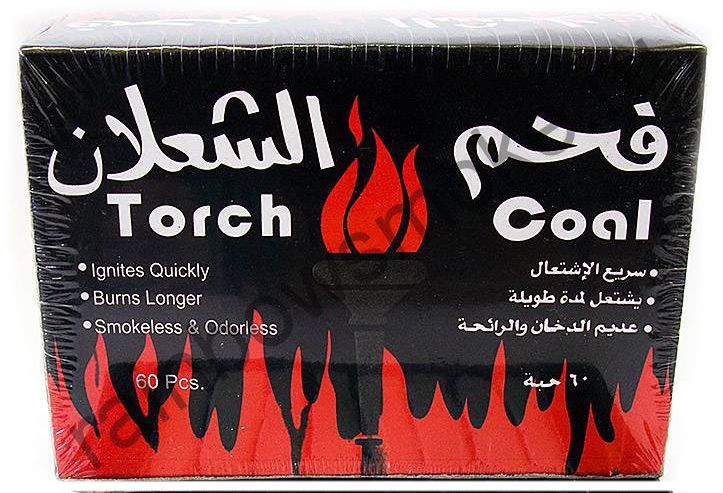 فحم الشعلان
Torch Coal
Ignites Quickly
Burns Longer
Smokeless & Odorless
60 Pcs.
سريع الإشتعال
يشتعل لمدة طويلة
عديم الدخان والرائحة
٦٠ حبة
rainbowsmoke